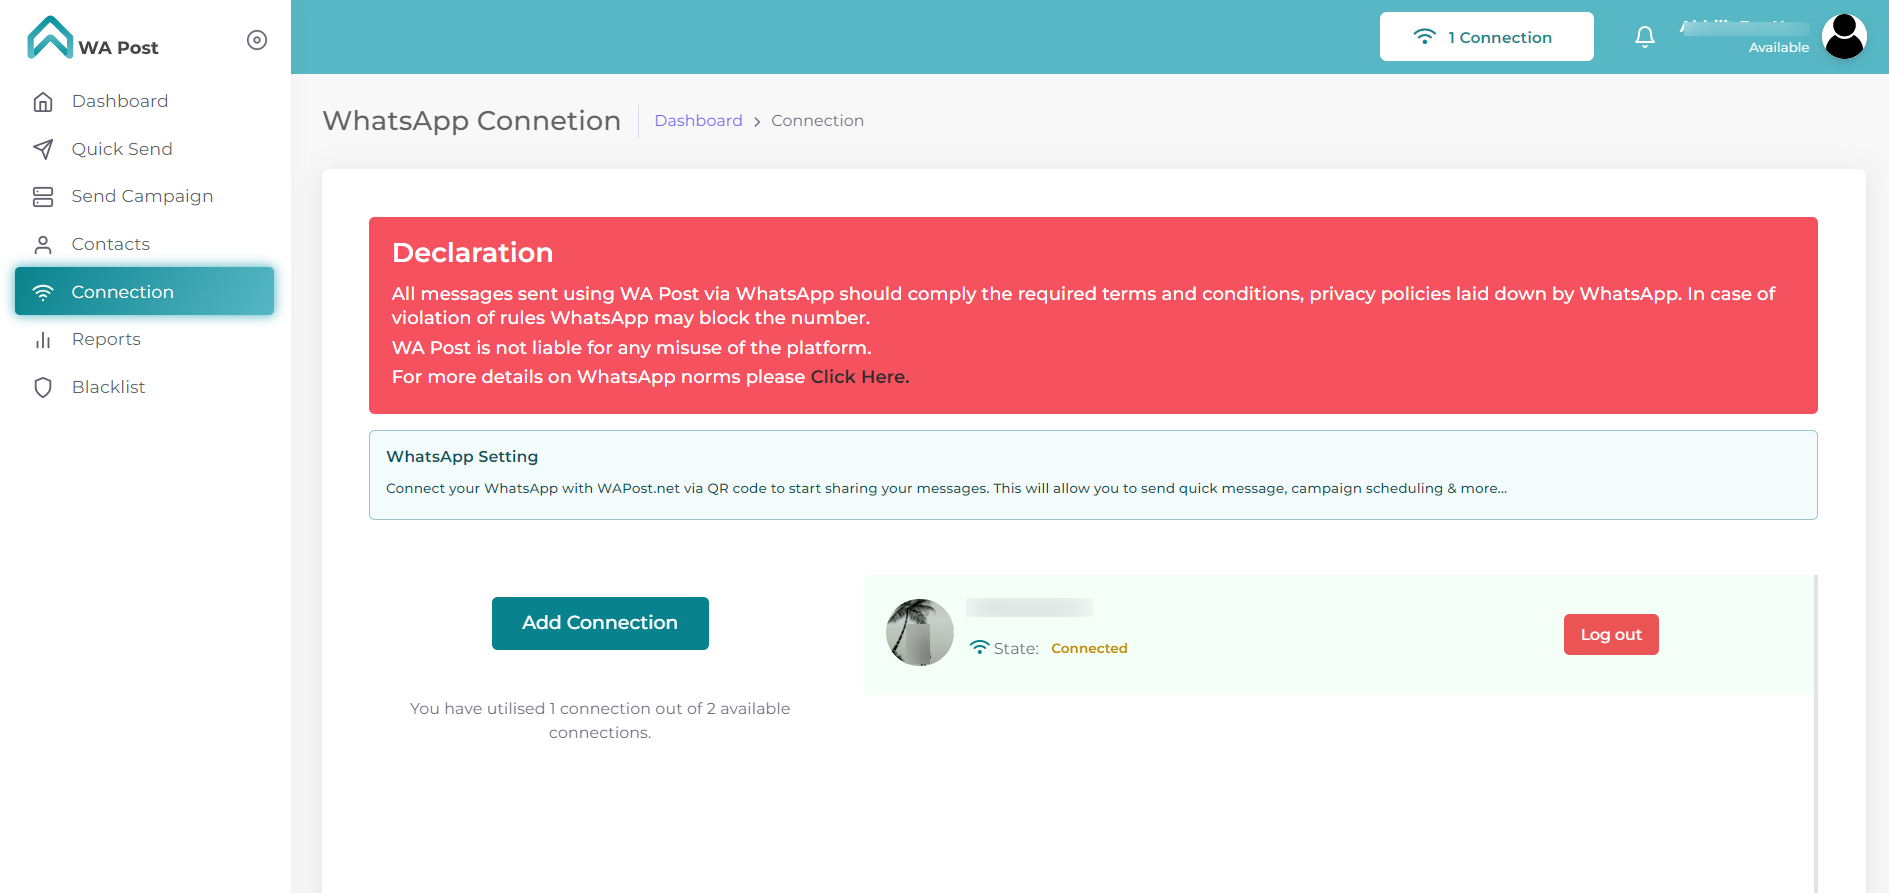 WA Post
Dashboard
Quick Send
Send Campaign
Contacts
Connection
Reports
Blacklist
1 Connection
Available
WhatsApp Connetion
Dashboard > Connection
Declaration
All messages sent using WA Post via WhatsApp should comply the required terms and conditions, privacy policies laid down by WhatsApp. In case of
violation of rules WhatsApp may block the number.
WA Post is not liable for any misuse of the platform.
For more details on WhatsApp norms please Click Here.
WhatsApp Setting
Connect your WhatsApp with WAPost.net via QR code to start sharing your messages. This will allow you to send quick message, campaign scheduling & more...
Add Connection
You have utilised 1 connection out of 2 available
connections.
State: Connected
Log out